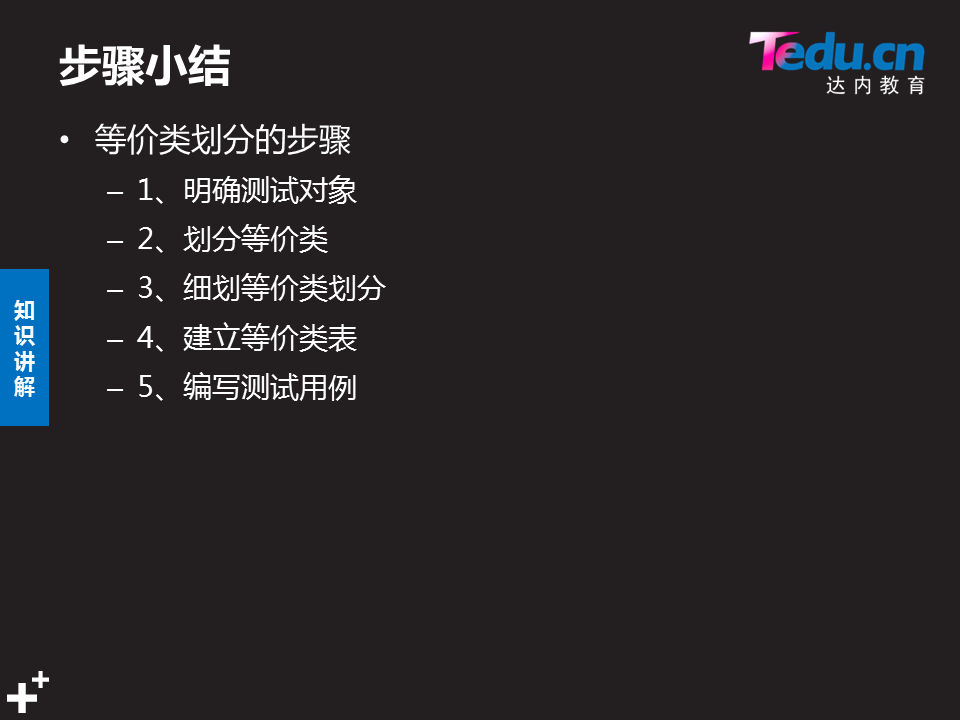 步骤小结
Tedu.cn
达内教育
• 等价类划分的步骤
– 1、明确测试对象
– 2、划分等价类
– 3、细划等价类划分
– 4、建立等价类表
– 5、编写测试用例
知识讲解